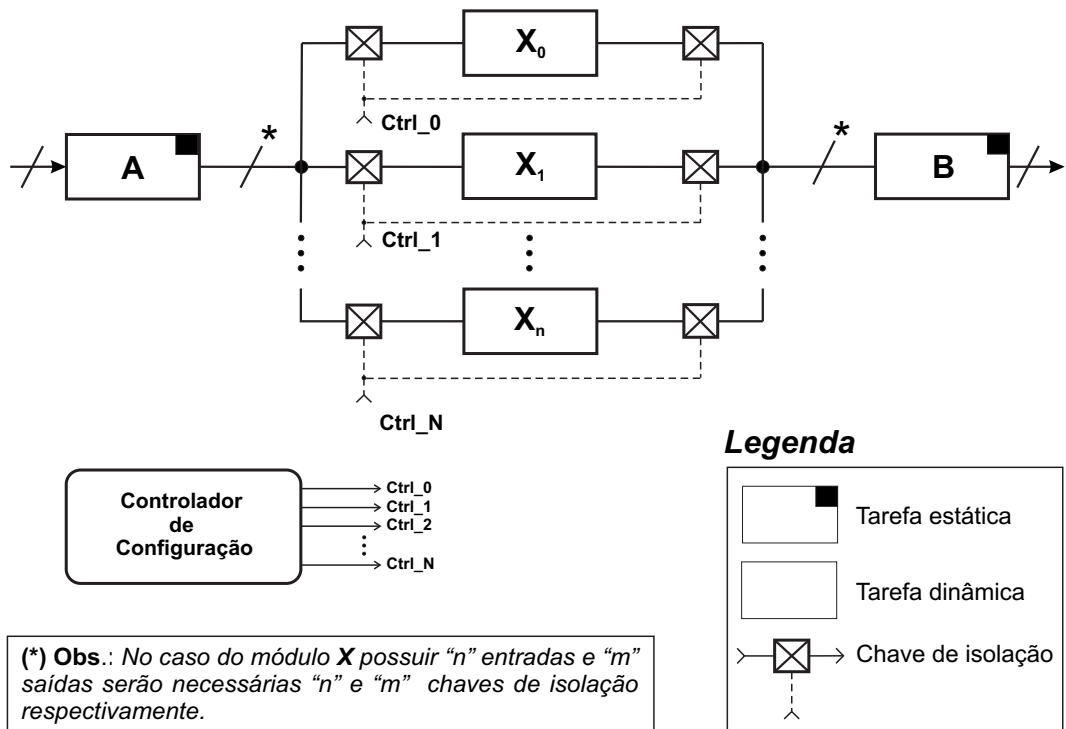 X0
Ctrl_0
*
*
A
X1
B
Ctrl_1
Xn
Ctrl_N
Legenda
Controlador
de
Configuração
Ctrl_0
Ctrl_1
Ctrl_2
Ctrl_N
Tarefa estática
Tarefa dinâmica
Chave de isolação
(*) Obs.: No caso do módulo X possuir “n” entradas e “m”
saídas serão necessárias “n” e “m” chaves de isolação
respectivamente.